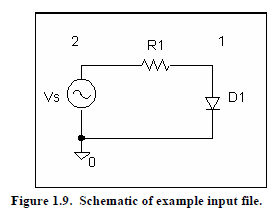 2
R1
1
Vs
D1
0
Figure 1.9. Schematic of example input file.